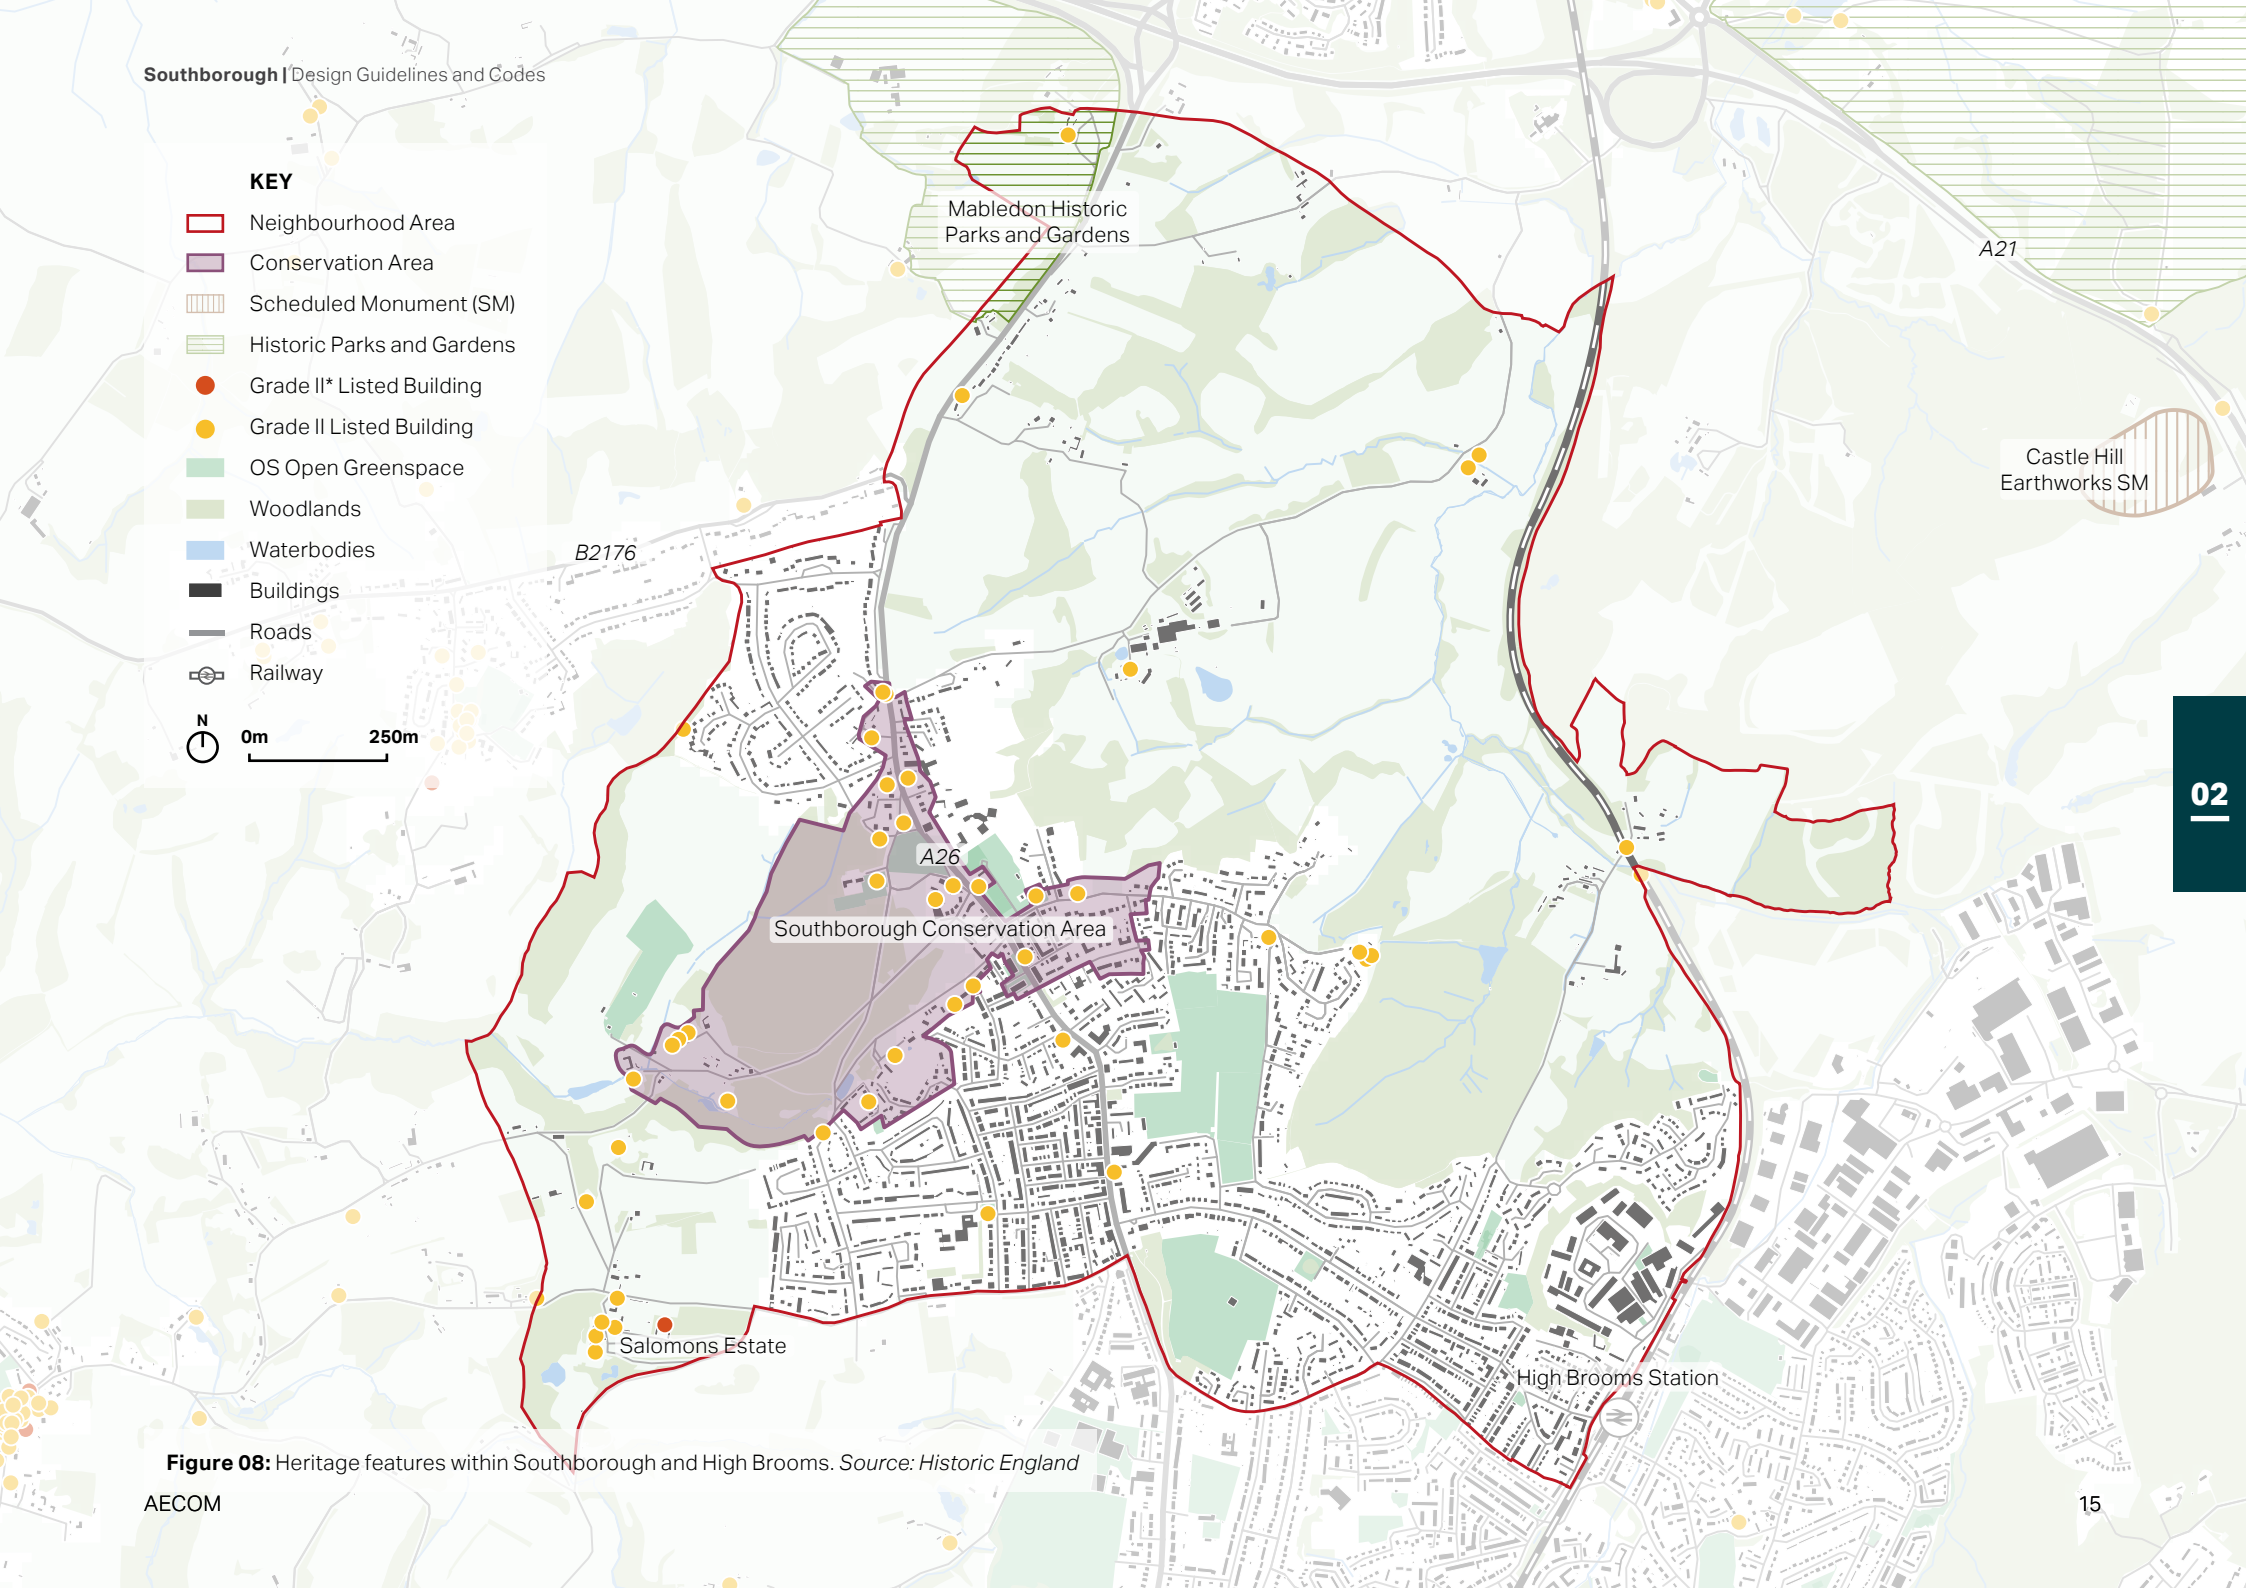 Southborough | Design Guidelines and Codes
KEY
Neighbourhood Area
Conservation Area
Scheduled Monument (SM)
Historic Parks and Gardens
Grade II* Listed Building
Grade II Listed Building
OS Open Greenspace
Woodlands
Waterbodies
Buildings
Roads
Railway
N
0m 250m
Mabledon Historic
Parks and Gardens
A21
Castle Hill
Earthworks SM
B2176
02
A26
Southborough Conservation Area
Salomons Estate
High Brooms Station
Figure 08: Heritage features within Southborough and High Brooms. Source: Historic England
AECOM
15